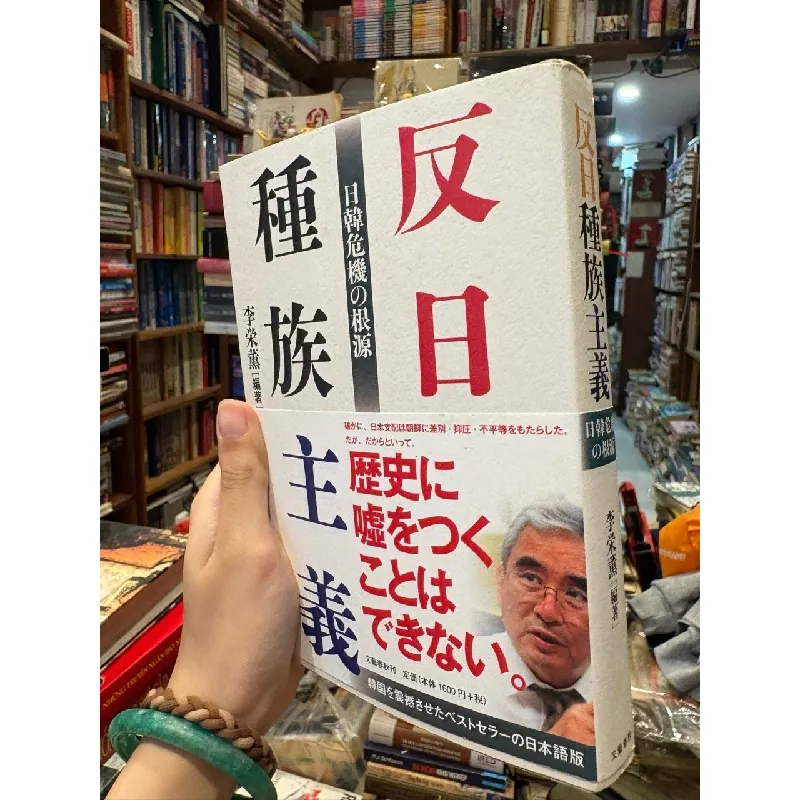 反日
種族
主義
日韓危機の根源
李栄薫[編著]
確かに、日本支配は朝鮮に差別・抑圧・不平等をもたらした。
だが、だからといって、
歴史に
嘘をつく
ことは
できない。
文藝春秋刊 定価(本体1600円+税)
韓国を震撼させたベストセラーの日本語版
反日種族主義
日韓危
の根源
李栄薫[編著]
文藝春秋